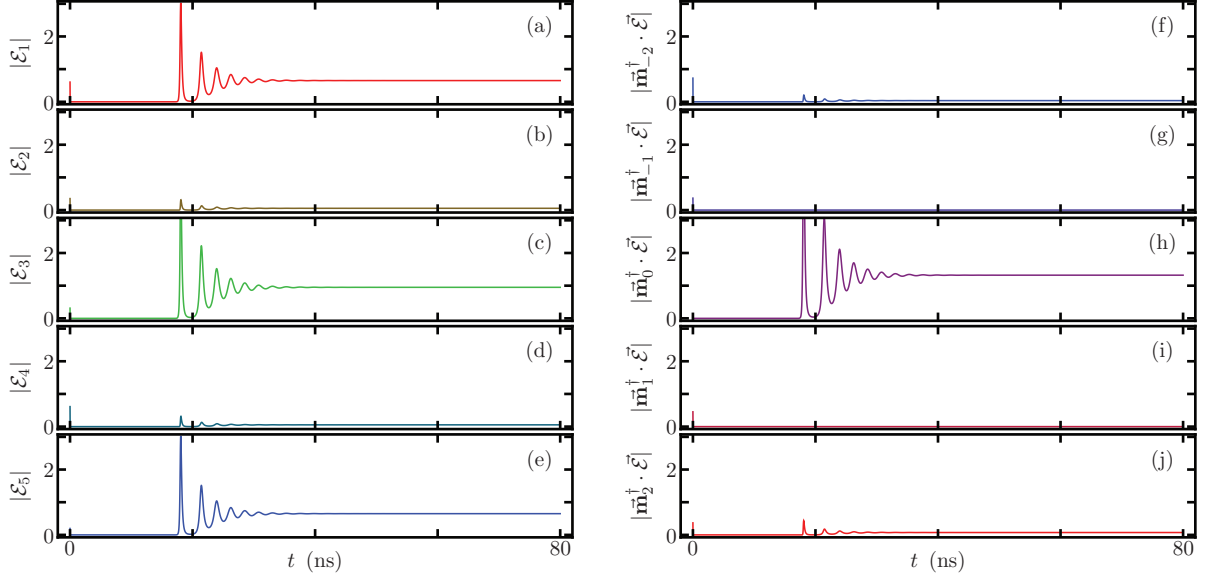 |ℰ₁|
2
0
(a)
|ℰ₂|
2
0
(b)
|ℰ₃|
2
0
(c)
|ℰ₄|
2
0
(d)
|ℰ₅|
2
0
(e)
0
80
t (ns)
|m⃗†₋₂ · ℰ⃗|
2
0
(f)
|m⃗†₋₁ · ℰ⃗|
2
0
(g)
|m⃗†₀ · ℰ⃗|
2
0
(h)
|m⃗†₁ · ℰ⃗|
2
0
(i)
|m⃗†₂ · ℰ⃗|
2
0
(j)
0
80
t (ns)